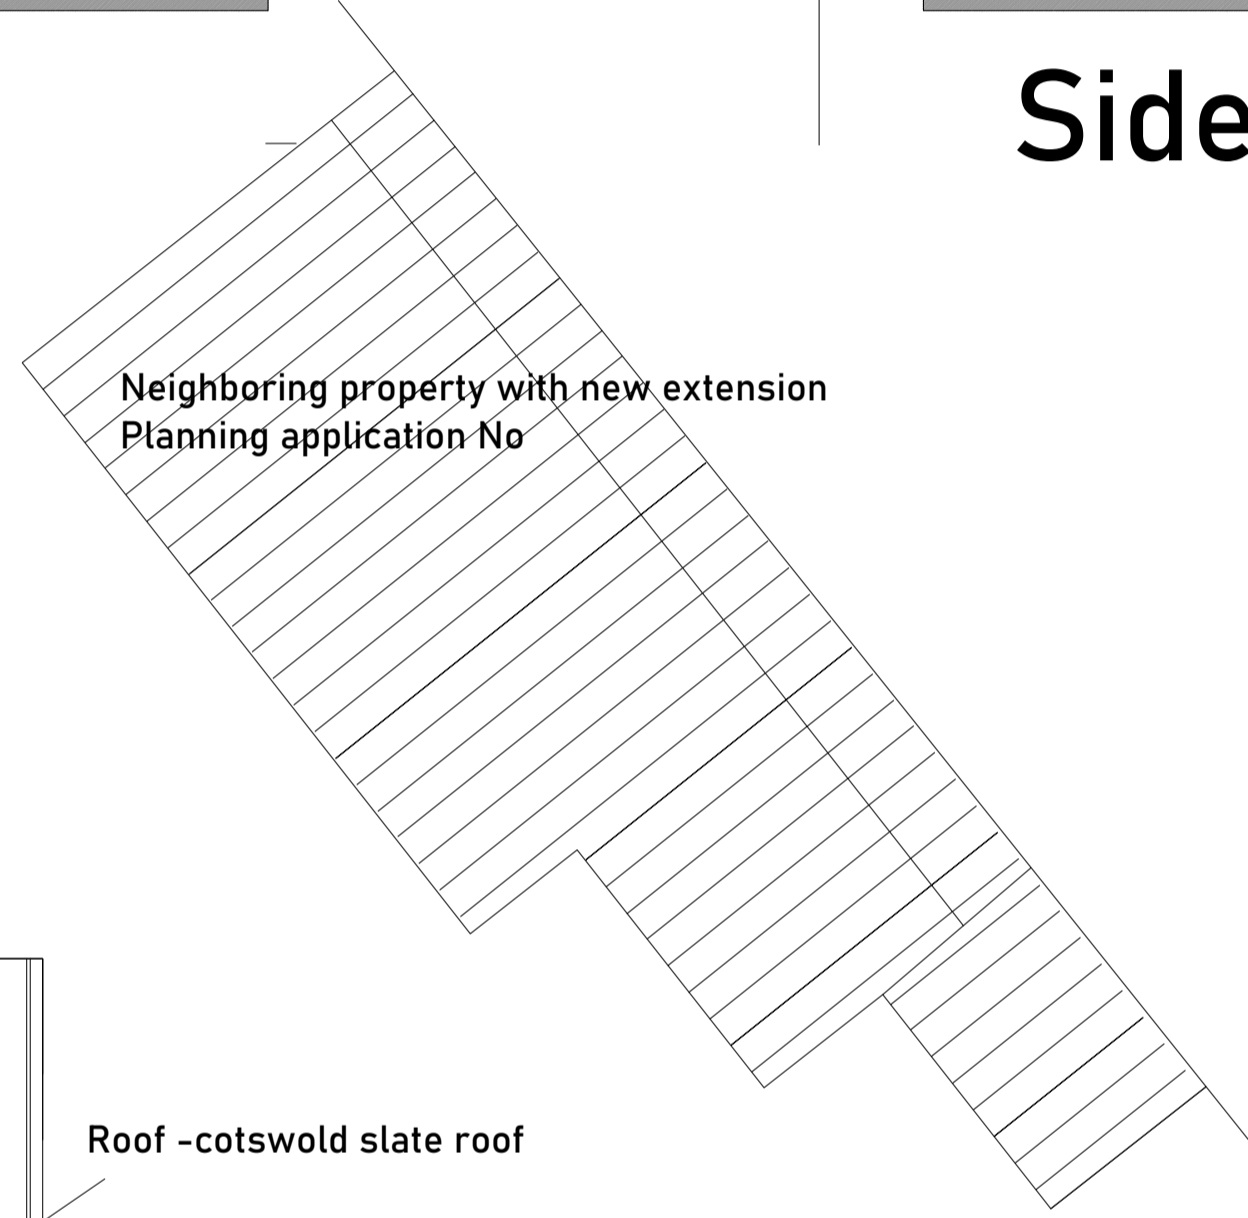 Side
Neighboring property with new extension
Planning application No
Roof -cotswold slate roof